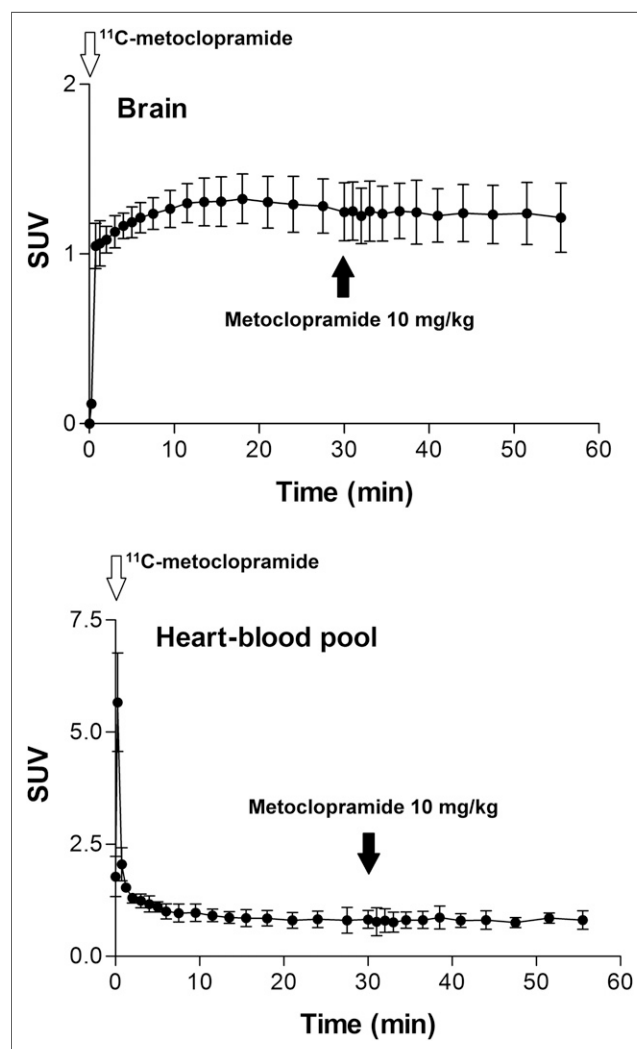 ¹¹C-metoclopramide
2
Brain
SUV
1
Metoclopramide 10 mg/kg
0
0 10 20 30 40 50 60
Time (min)
¹¹C-metoclopramide
7.5
Heart-blood pool
5.0
SUV
Metoclopramide 10 mg/kg
2.5
0.0
0 10 20 30 40 50 60
Time (min)